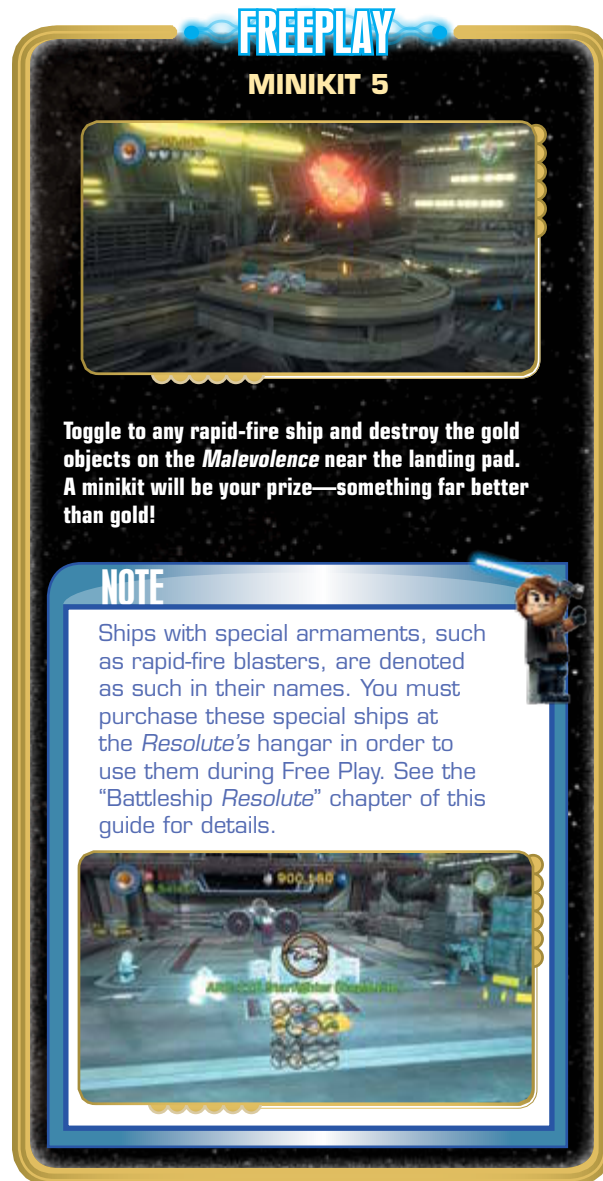 FREEPLAY
MINIKIT 5
Toggle to any rapid-fire ship and destroy the gold
objects on the Malevolence near the landing pad.
A minikit will be your prize—something far better
than gold!
NOTE
Ships with special armaments, such
as rapid-fire blasters, are denoted
as such in their names. You must
purchase these special ships at
the Resolute's hangar in order to
use them during Free Play. See the
“Battleship Resolute” chapter of this
guide for details.
900,160